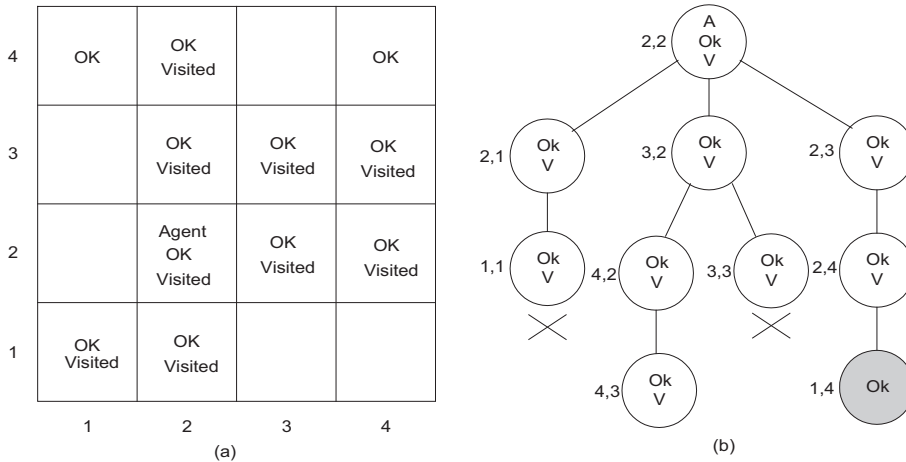 4
OK
OK
Visited
OK
3
OK
Visited
OK
Visited
OK
Visited
2
Agent
OK
Visited
OK
Visited
OK
Visited
1
OK
Visited
OK
Visited
1
2
3
4
(a)
2,2
A
Ok
V
2,1
Ok
V
3,2
Ok
V
2,3
Ok
V
1,1
Ok
V
4,2
Ok
V
3,3
Ok
V
2,4
Ok
V
4,3
Ok
V
1,4
Ok
(b)